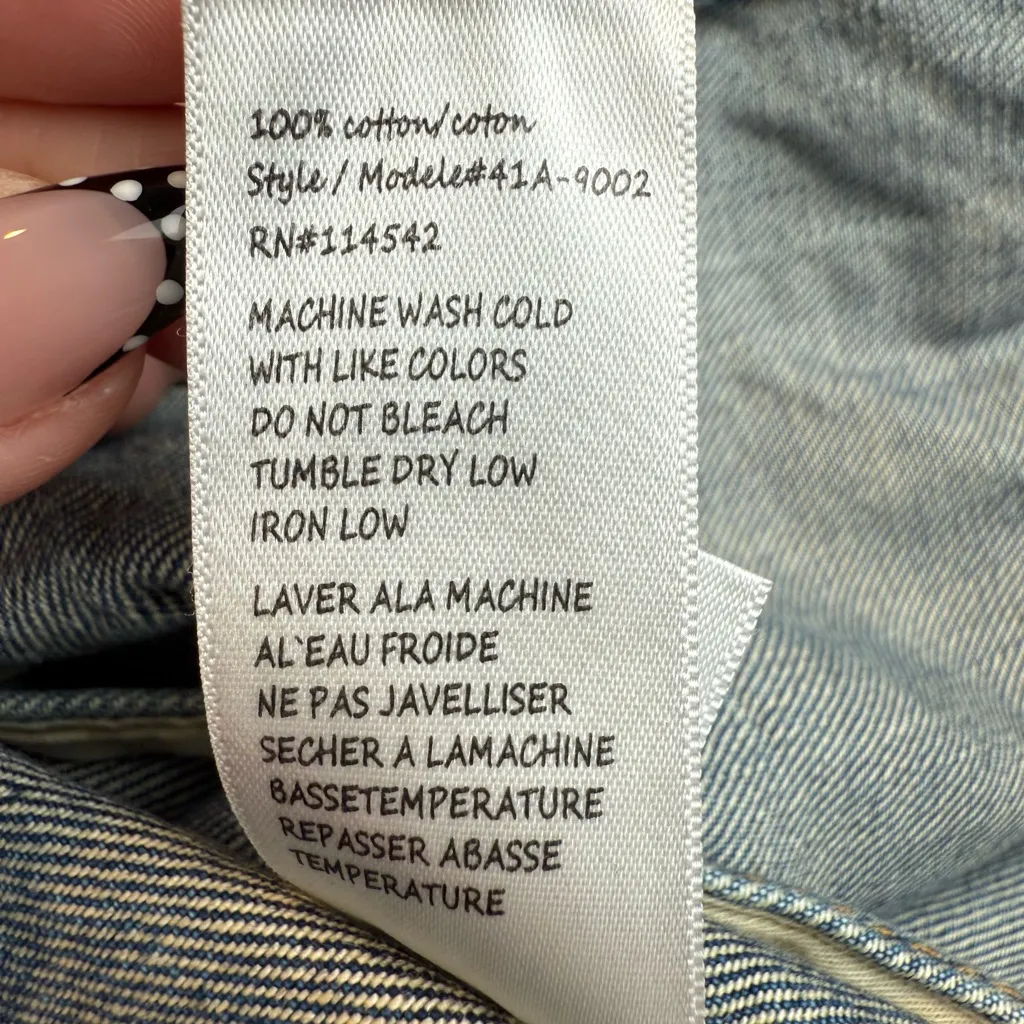 100% cotton/coton
Style / Modele#41A-9002
RN#114542
MACHINE WASH COLD
WITH LIKE COLORS
DO NOT BLEACH
TUMBLE DRY LOW
IRON LOW
LAVER ALA MACHINE
AL`EAU FROIDE
NE PAS JAVELLISER
SECHER A LAMACHINE
BASSETEMPERATURE
REPASSER ABASSE
TEMPERATURE